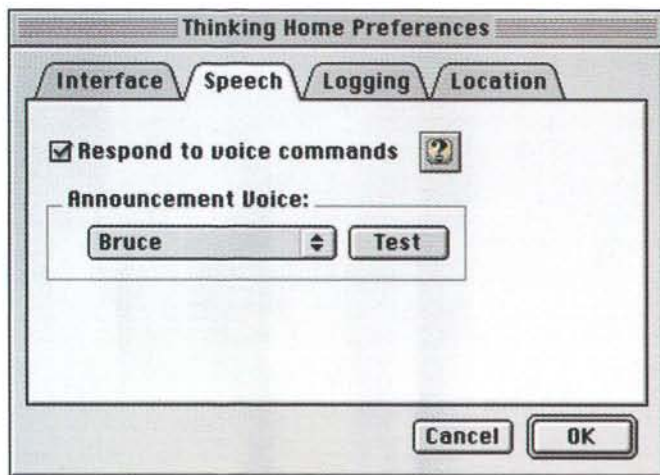 Thinking Home Preferences
Interface Speech Logging Location
Respond to voice commands ?
Announcement Voice:
Bruce Test
Cancel OK